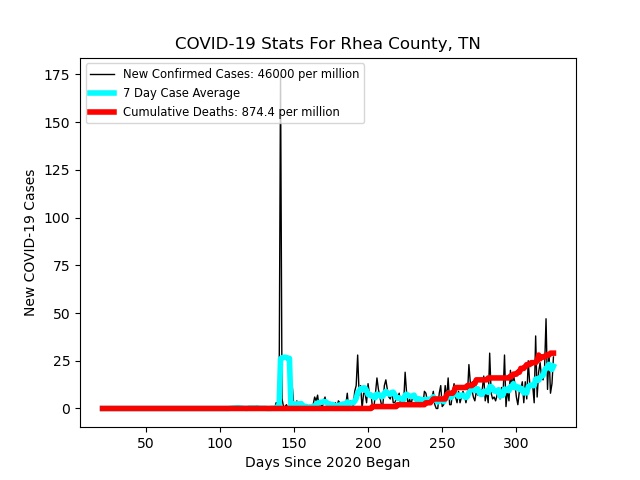 COVID-19 Stats For Rhea County, TN
New Confirmed Cases: 46000 per million
7 Day Case Average
Cumulative Deaths: 874.4 per million
175
150
125
100
75
50
25
0
New COVID-19 Cases
50
100
150
200
250
300
Days Since 2020 Began